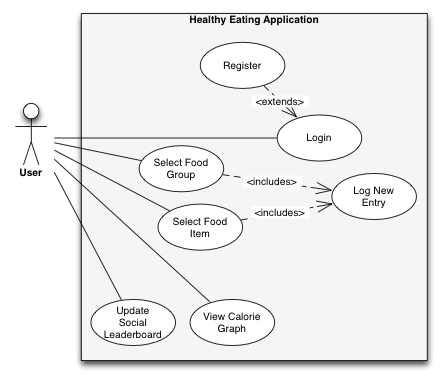 Healthy Eating Application
Register
<extends>
Login
Select Food
Group
<includes>
Log New
Entry
User
<includes>
Select Food
Item
Update
Social
Leaderboard
View Calorie
Graph